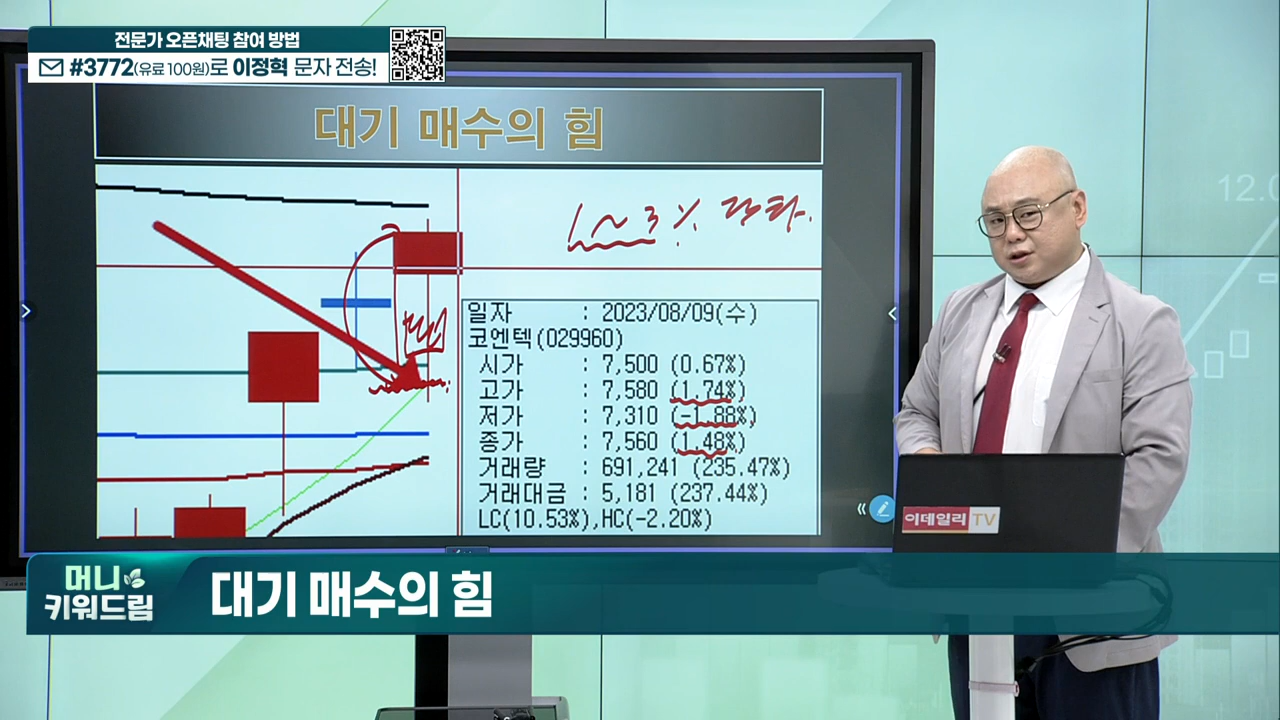 전문가 오픈채팅 참여 방법
#3772(유료 100원)로 이정혁 문자 전송!
대기 매수의 힘
1~3% 단타.
일자 : 2023/08/09(수)
코엔텍(029960)
시가 : 7,500 (0.67%)
고가 : 7,580 (1.74%)
저가 : 7,310 (-1.88%)
종가 : 7,560 (1.48%)
거래량 : 691,241 (235.47%)
거래대금 : 5,181 (237.44%)
LC(10.53%),HC(-2.20%)
12.0
이데일리 TV
머니
키워드림
대기 매수의 힘